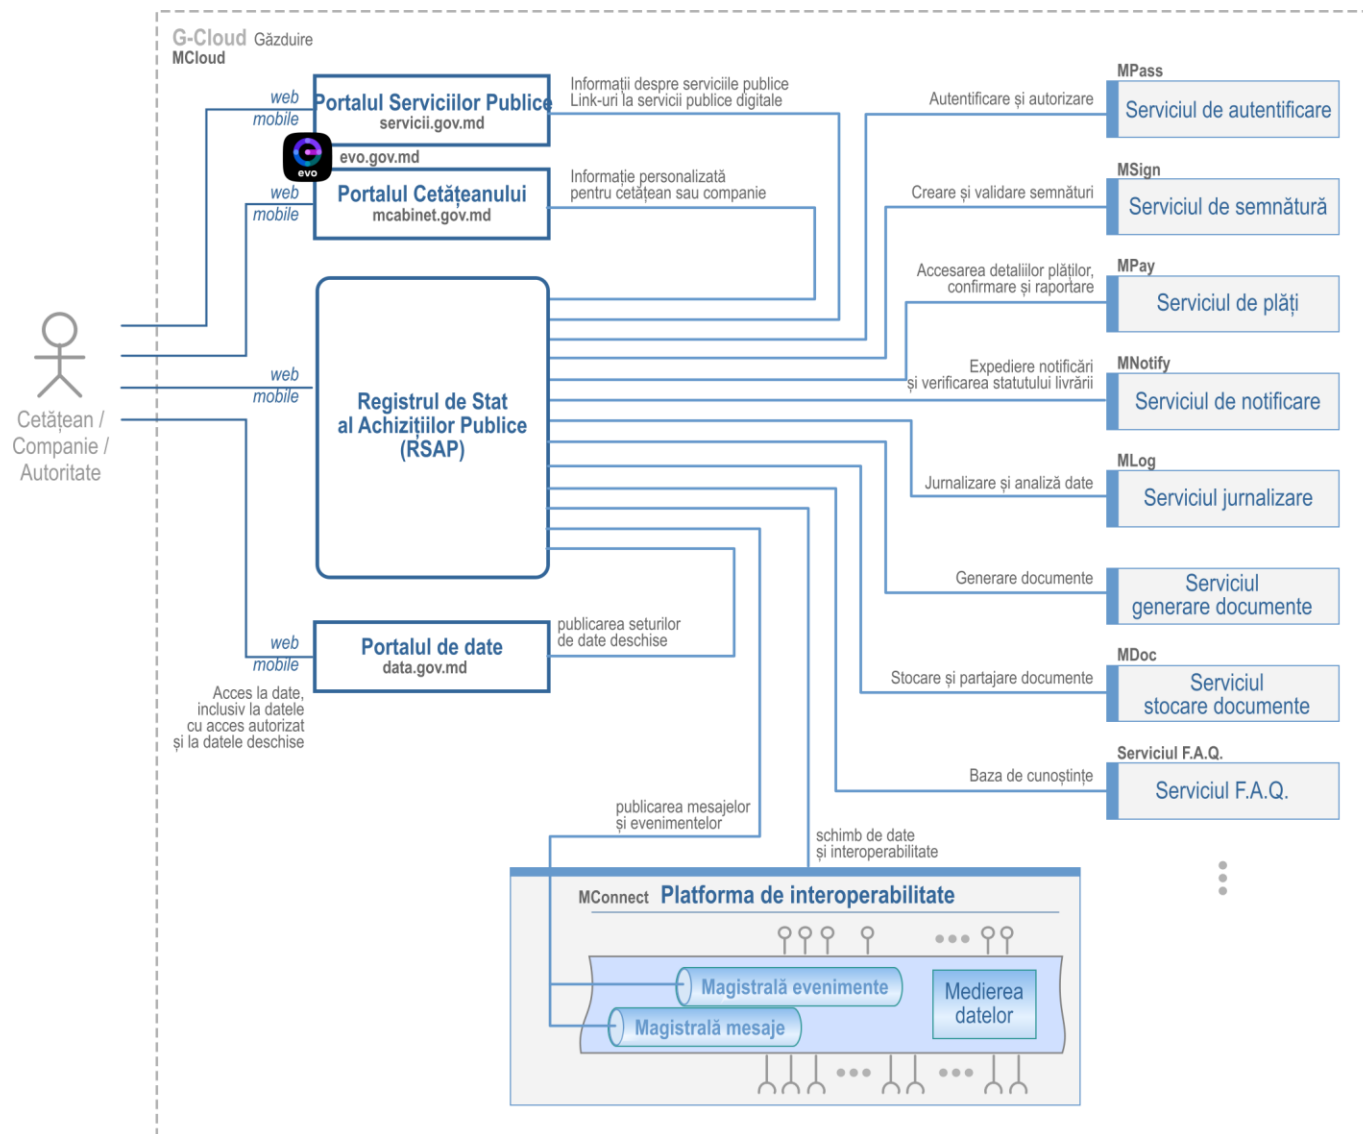 G-Cloud Găzduire
MCloud
web
mobile
Portalul Serviciilor Publice
servicii.gov.md
Informații despre serviciile publice
Link-uri la servicii publice digitale
evo
evo.gov.md
web
mobile
Portalul Cetățeanului
mcabinet.gov.md
Informație personalizată
pentru cetățean sau companie
Cetățean /
Companie /
Autoritate
web
mobile
Registrul de Stat
al Achizițiilor Publice
(RSAP)
web
mobile
Portalul de date
data.gov.md
publicarea seturilor
de date deschise
Acces la date,
inclusiv la datele
cu acces autorizat
și la datele deschise
Autentificare și autorizare
MPass
Serviciul de autentificare
Creare și validare semnături
MSign
Serviciul de semnătură
Accesarea detaliilor plăților,
confirmare și raportare
MPay
Serviciul de plăți
Expediere notificări
și verificarea statutului livrării
MNotify
Serviciul de notificare
Jurnalizare și analiză date
MLog
Serviciul jurnalizare
Generare documente
Serviciul
generare documente
Stocare și partajare documente
MDoc
Serviciul
stocare documente
Baza de cunoștințe
Serviciul F.A.Q.
Serviciul F.A.Q.
publicarea mesajelor
și evenimentelor
schimb de date
și interoperabilitate
MConnect Platforma de interoperabilitate
Magistrală evenimente
Magistrală mesaje
Medierea
datelor